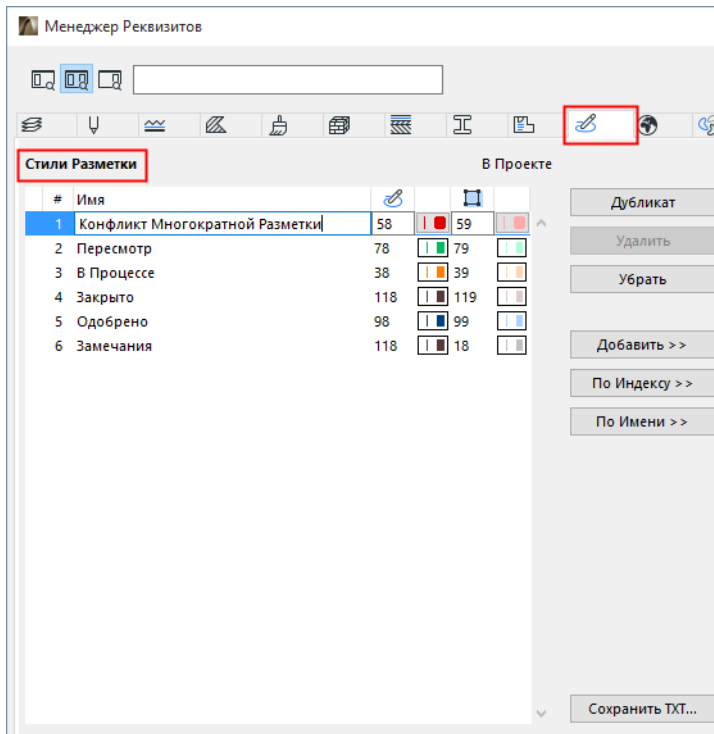 Менеджер Реквизитов
Стили Разметки В Проекте
# Имя
1 Конфликт Многократной Разметки 58 59
2 Пересмотр 78 79
3 В Процессе 38 39
4 Закрыто 118 119
5 Одобрено 98 99
6 Замечания 118 18
Дубликат
Удалить
Убрать
Добавить >>
По Индексу >>
По Имени >>
Сохранить TXT...